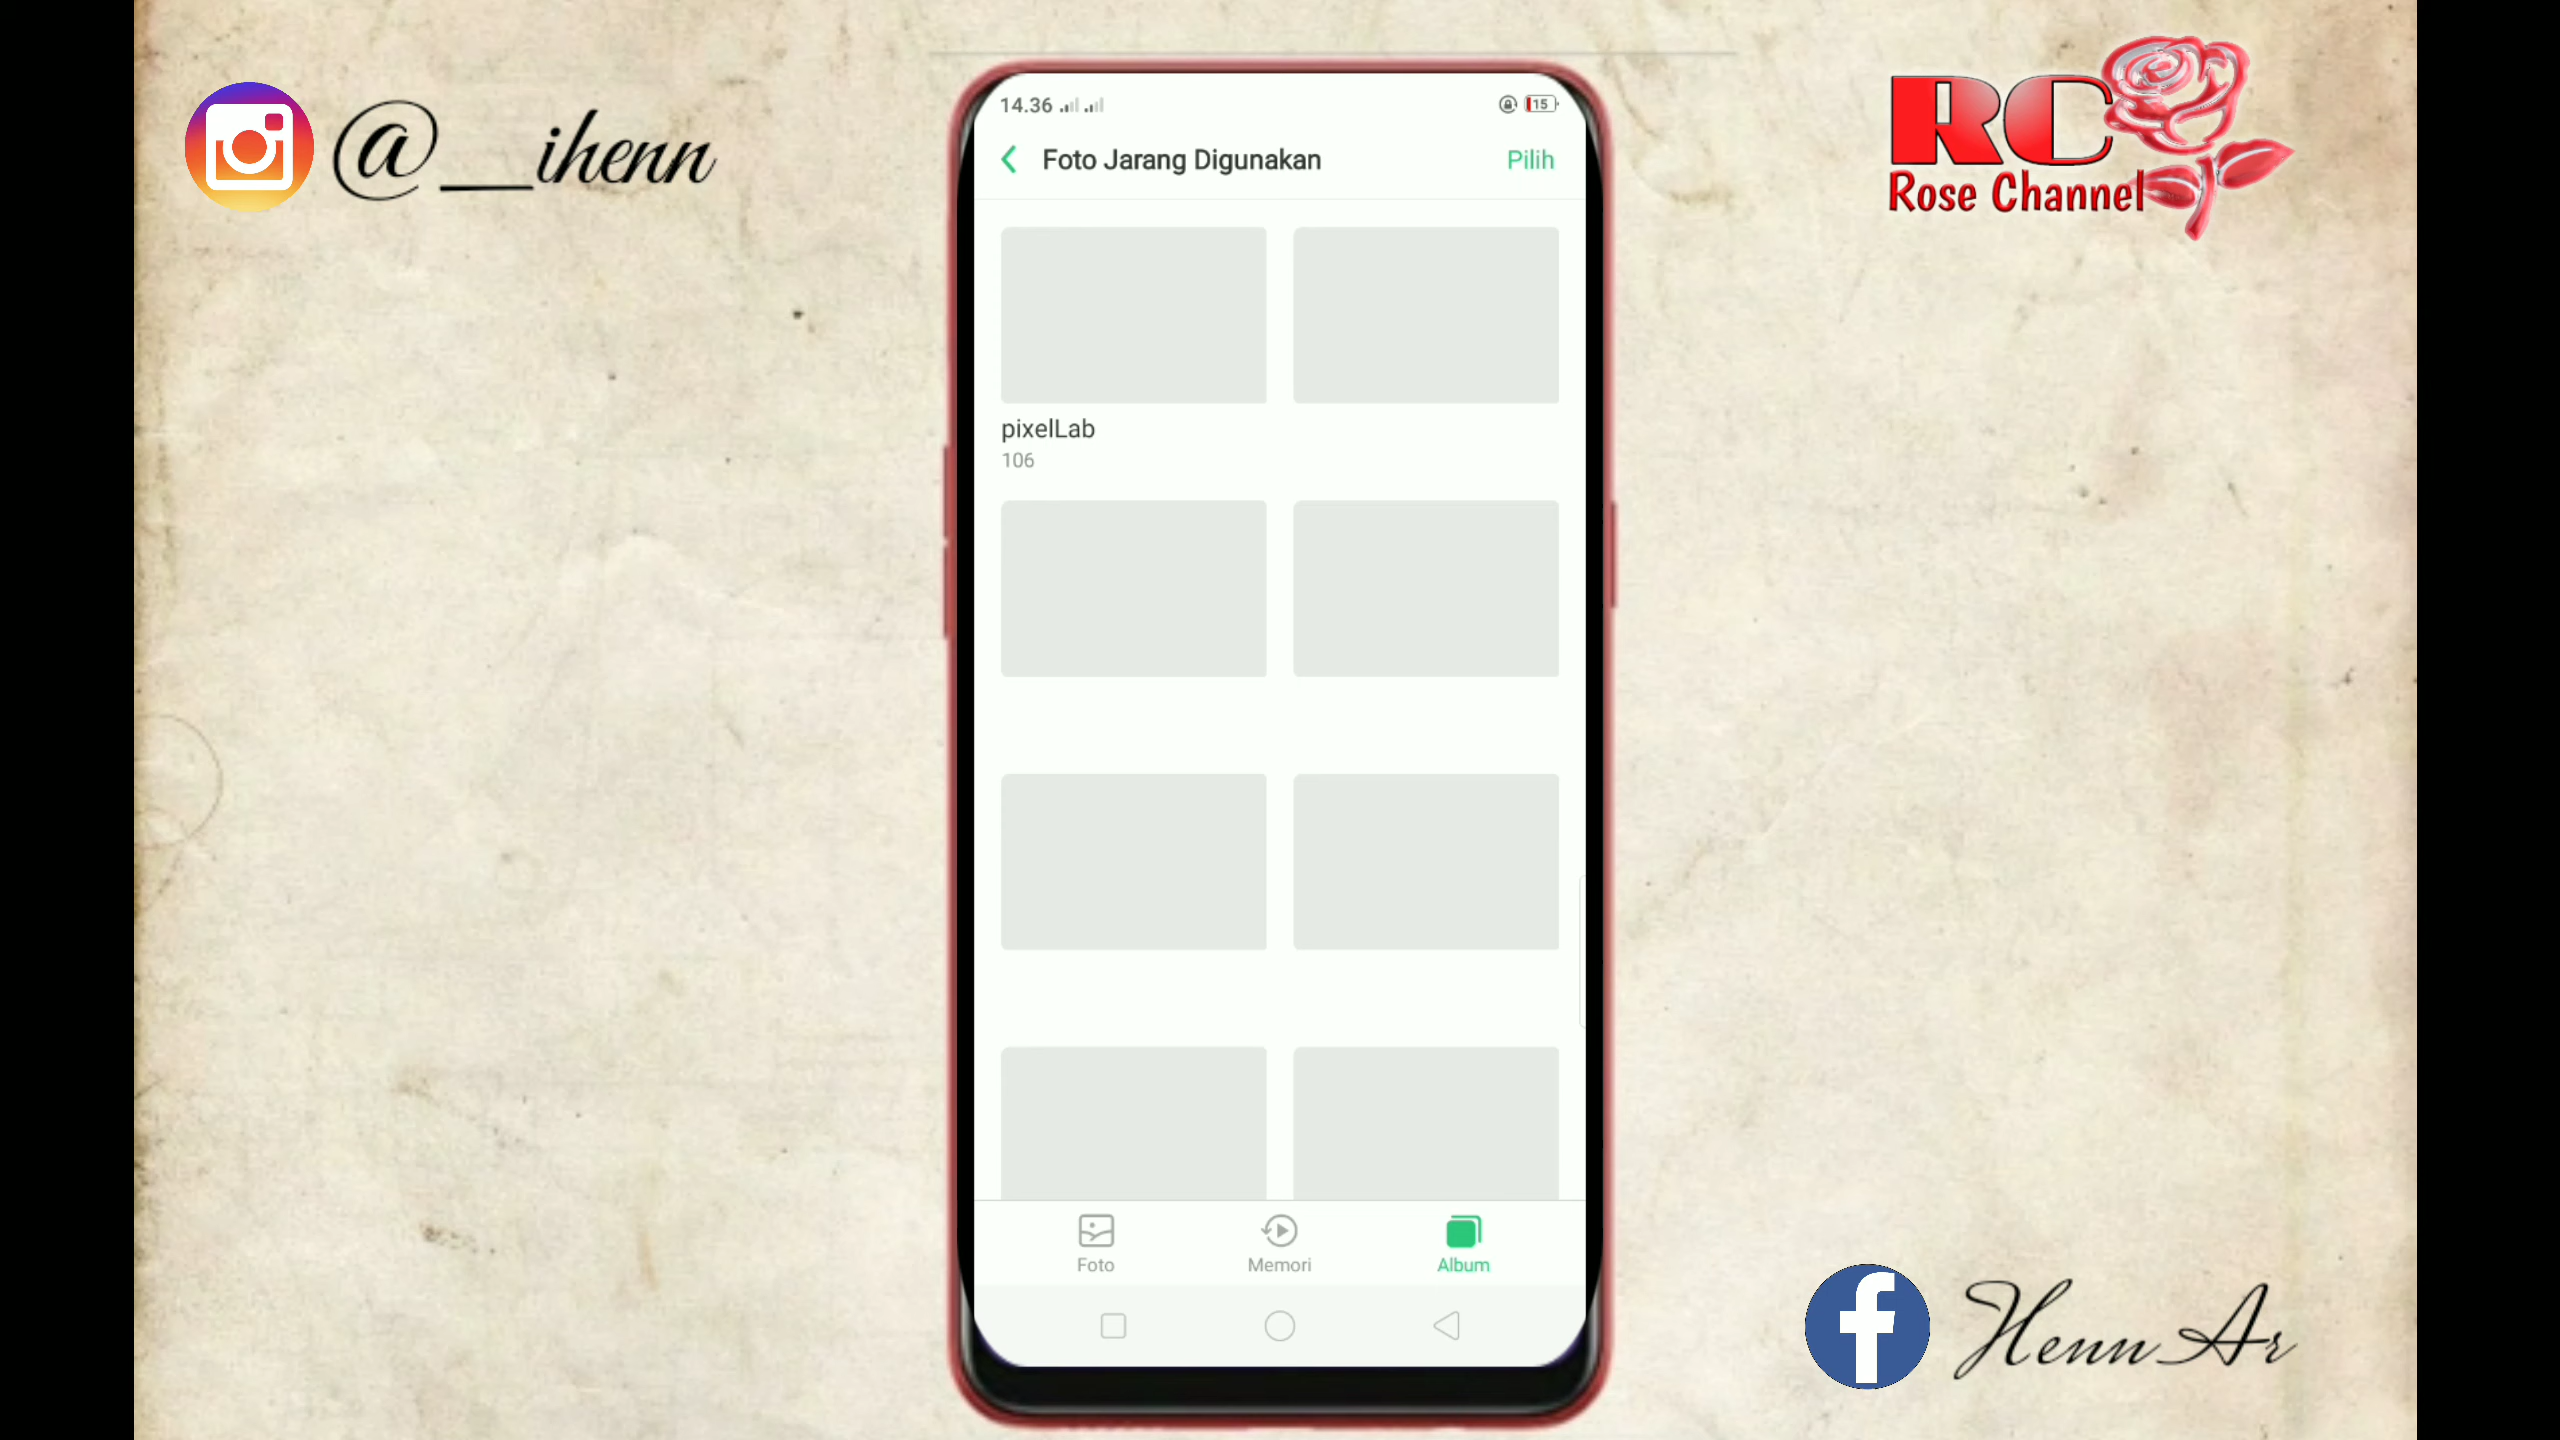 @__ihenn
RC
Rose Channel
14.36
15
Foto Jarang Digunakan
Pilih
pixelLab
106
Foto
Memori
Album
f
Henn Ar